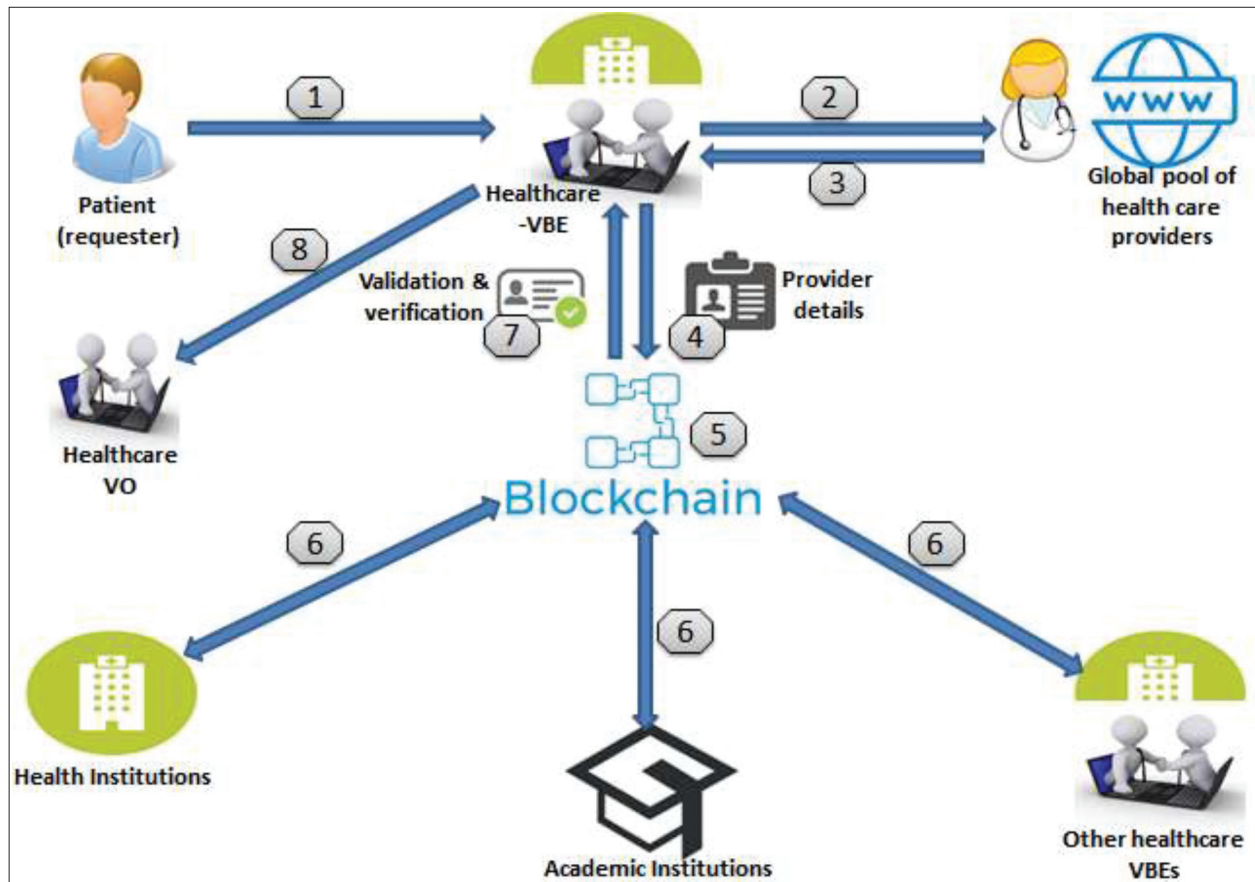 1
2
WWW
3
Patient
(requester)
Healthcare
-VBE
Global pool of
health care
providers
8
Validation &
verification
7
Provider
details
4
Healthcare
VO
5
Blockchain
6
6
6
Health Institutions
Academic Institutions
Other healthcare
VBEs